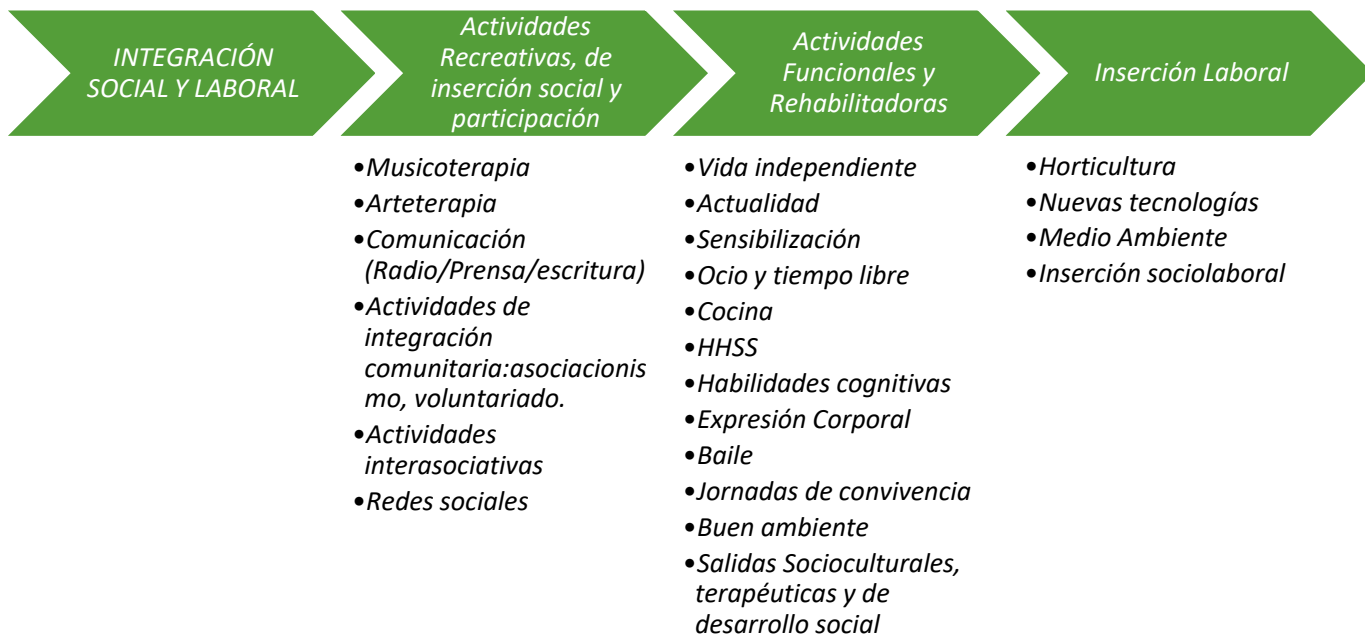 INTEGRACIÓN
SOCIAL Y LABORAL
Actividades
Recreativas, de
inserción social y
participación
•Musicoterapia
•Arteterapia
•Comunicación
(Radio/Prensa/escritura)
•Actividades de
integración
comunitaria:asociacionis
mo, voluntariado.
•Actividades
interasociativas
•Redes sociales
Actividades
Funcionales y
Rehabilitadoras
•Vida independiente
•Actualidad
•Sensibilización
•Ocio y tiempo libre
•Cocina
•HHSS
•Habilidades cognitivas
•Expresión Corporal
•Baile
•Jornadas de convivencia
•Buen ambiente
•Salidas Socioculturales,
terapéuticas y de
desarrollo social
Inserción Laboral
•Horticultura
•Nuevas tecnologías
•Medio Ambiente
•Inserción sociolaboral